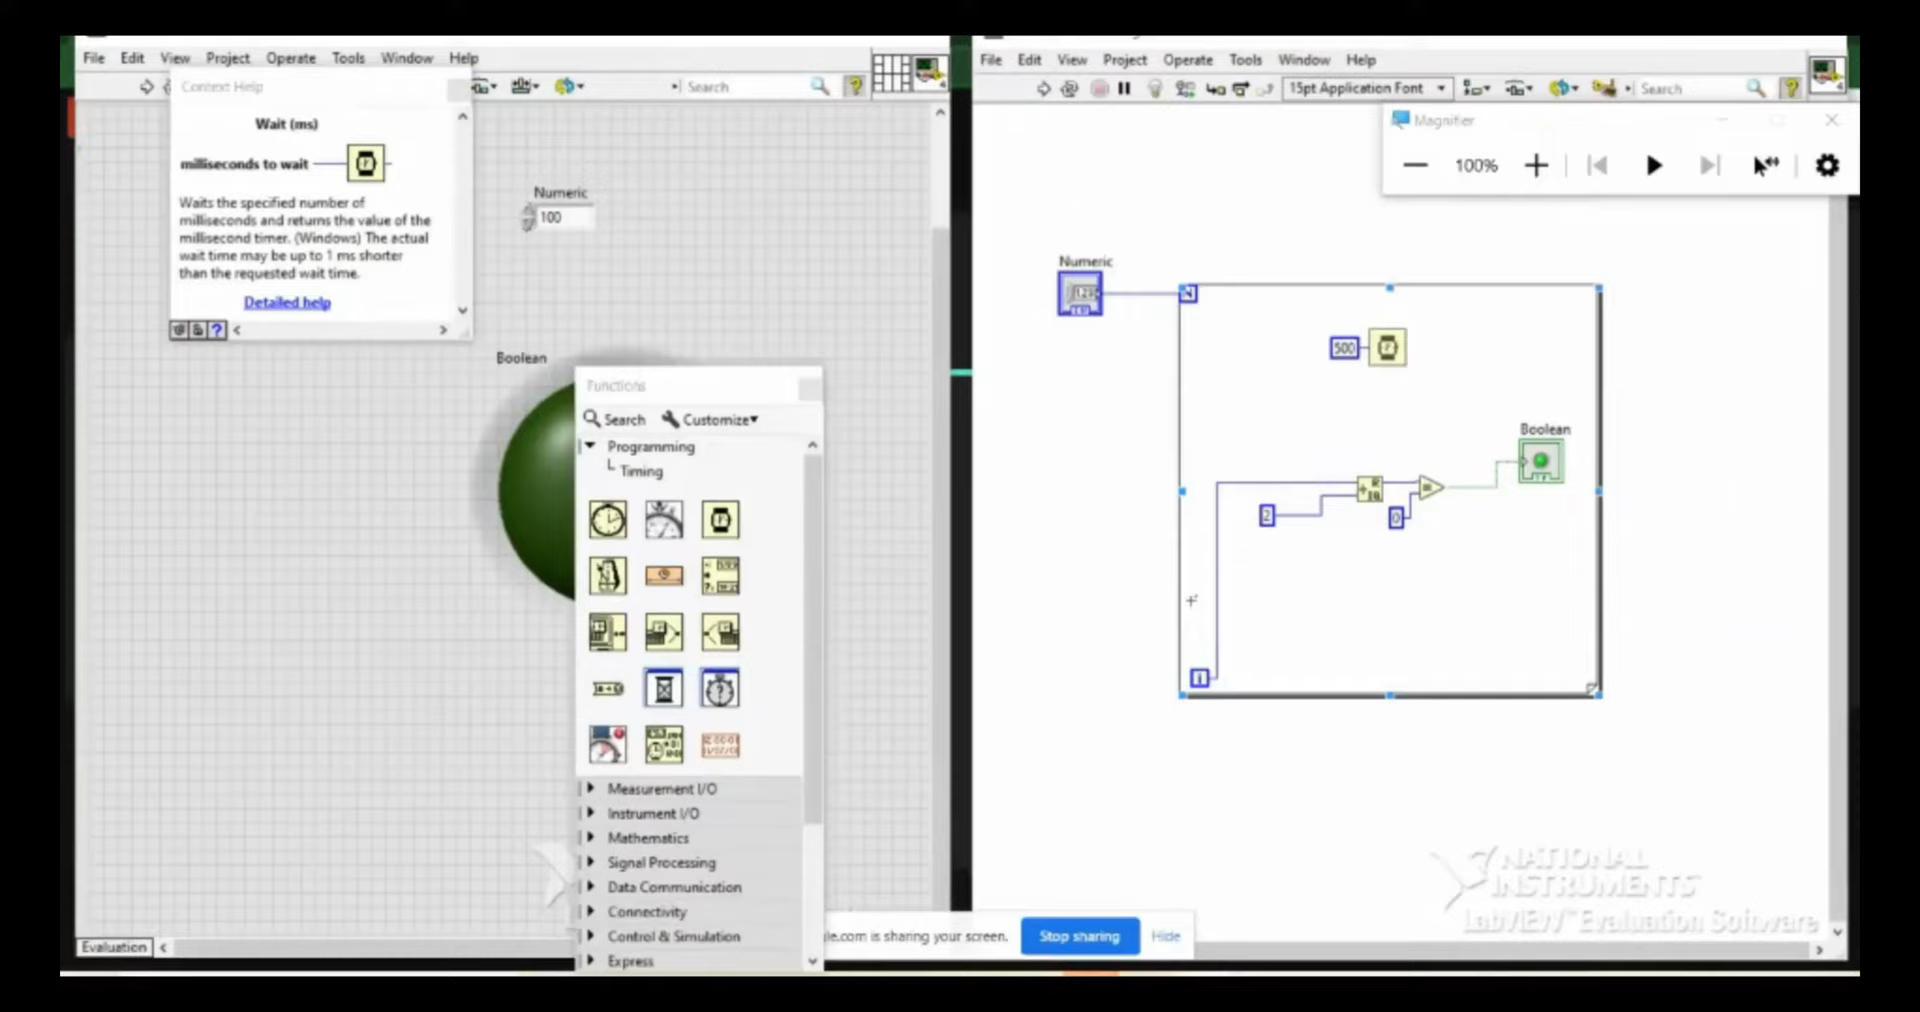 File Edit View Project Operate Tools Window Help
Context Help
Search
Wait (ms)
milliseconds to wait
Waits the specified number of
milliseconds and returns the value of the
millisecond timer. (Windows) The actual
wait time may be up to 1 ms shorter
than the requested wait time.
Detailed help
Numeric
100
Boolean
Functions
Search Customize
Programming
Timing
Measurement I/O
Instrument I/O
Mathematics
Signal Processing
Data Communication
Connectivity
Control & Simulation
Express
Evaluation
le.com is sharing your screen. Stop sharing Hide
File Edit View Project Operate Tools Window Help
15pt Application Font Search
Magnifier
100%
Numeric
N
500
Boolean
2
0
i
NATIONAL
INSTRUMENTS
LabVIEW™ Evaluation Software